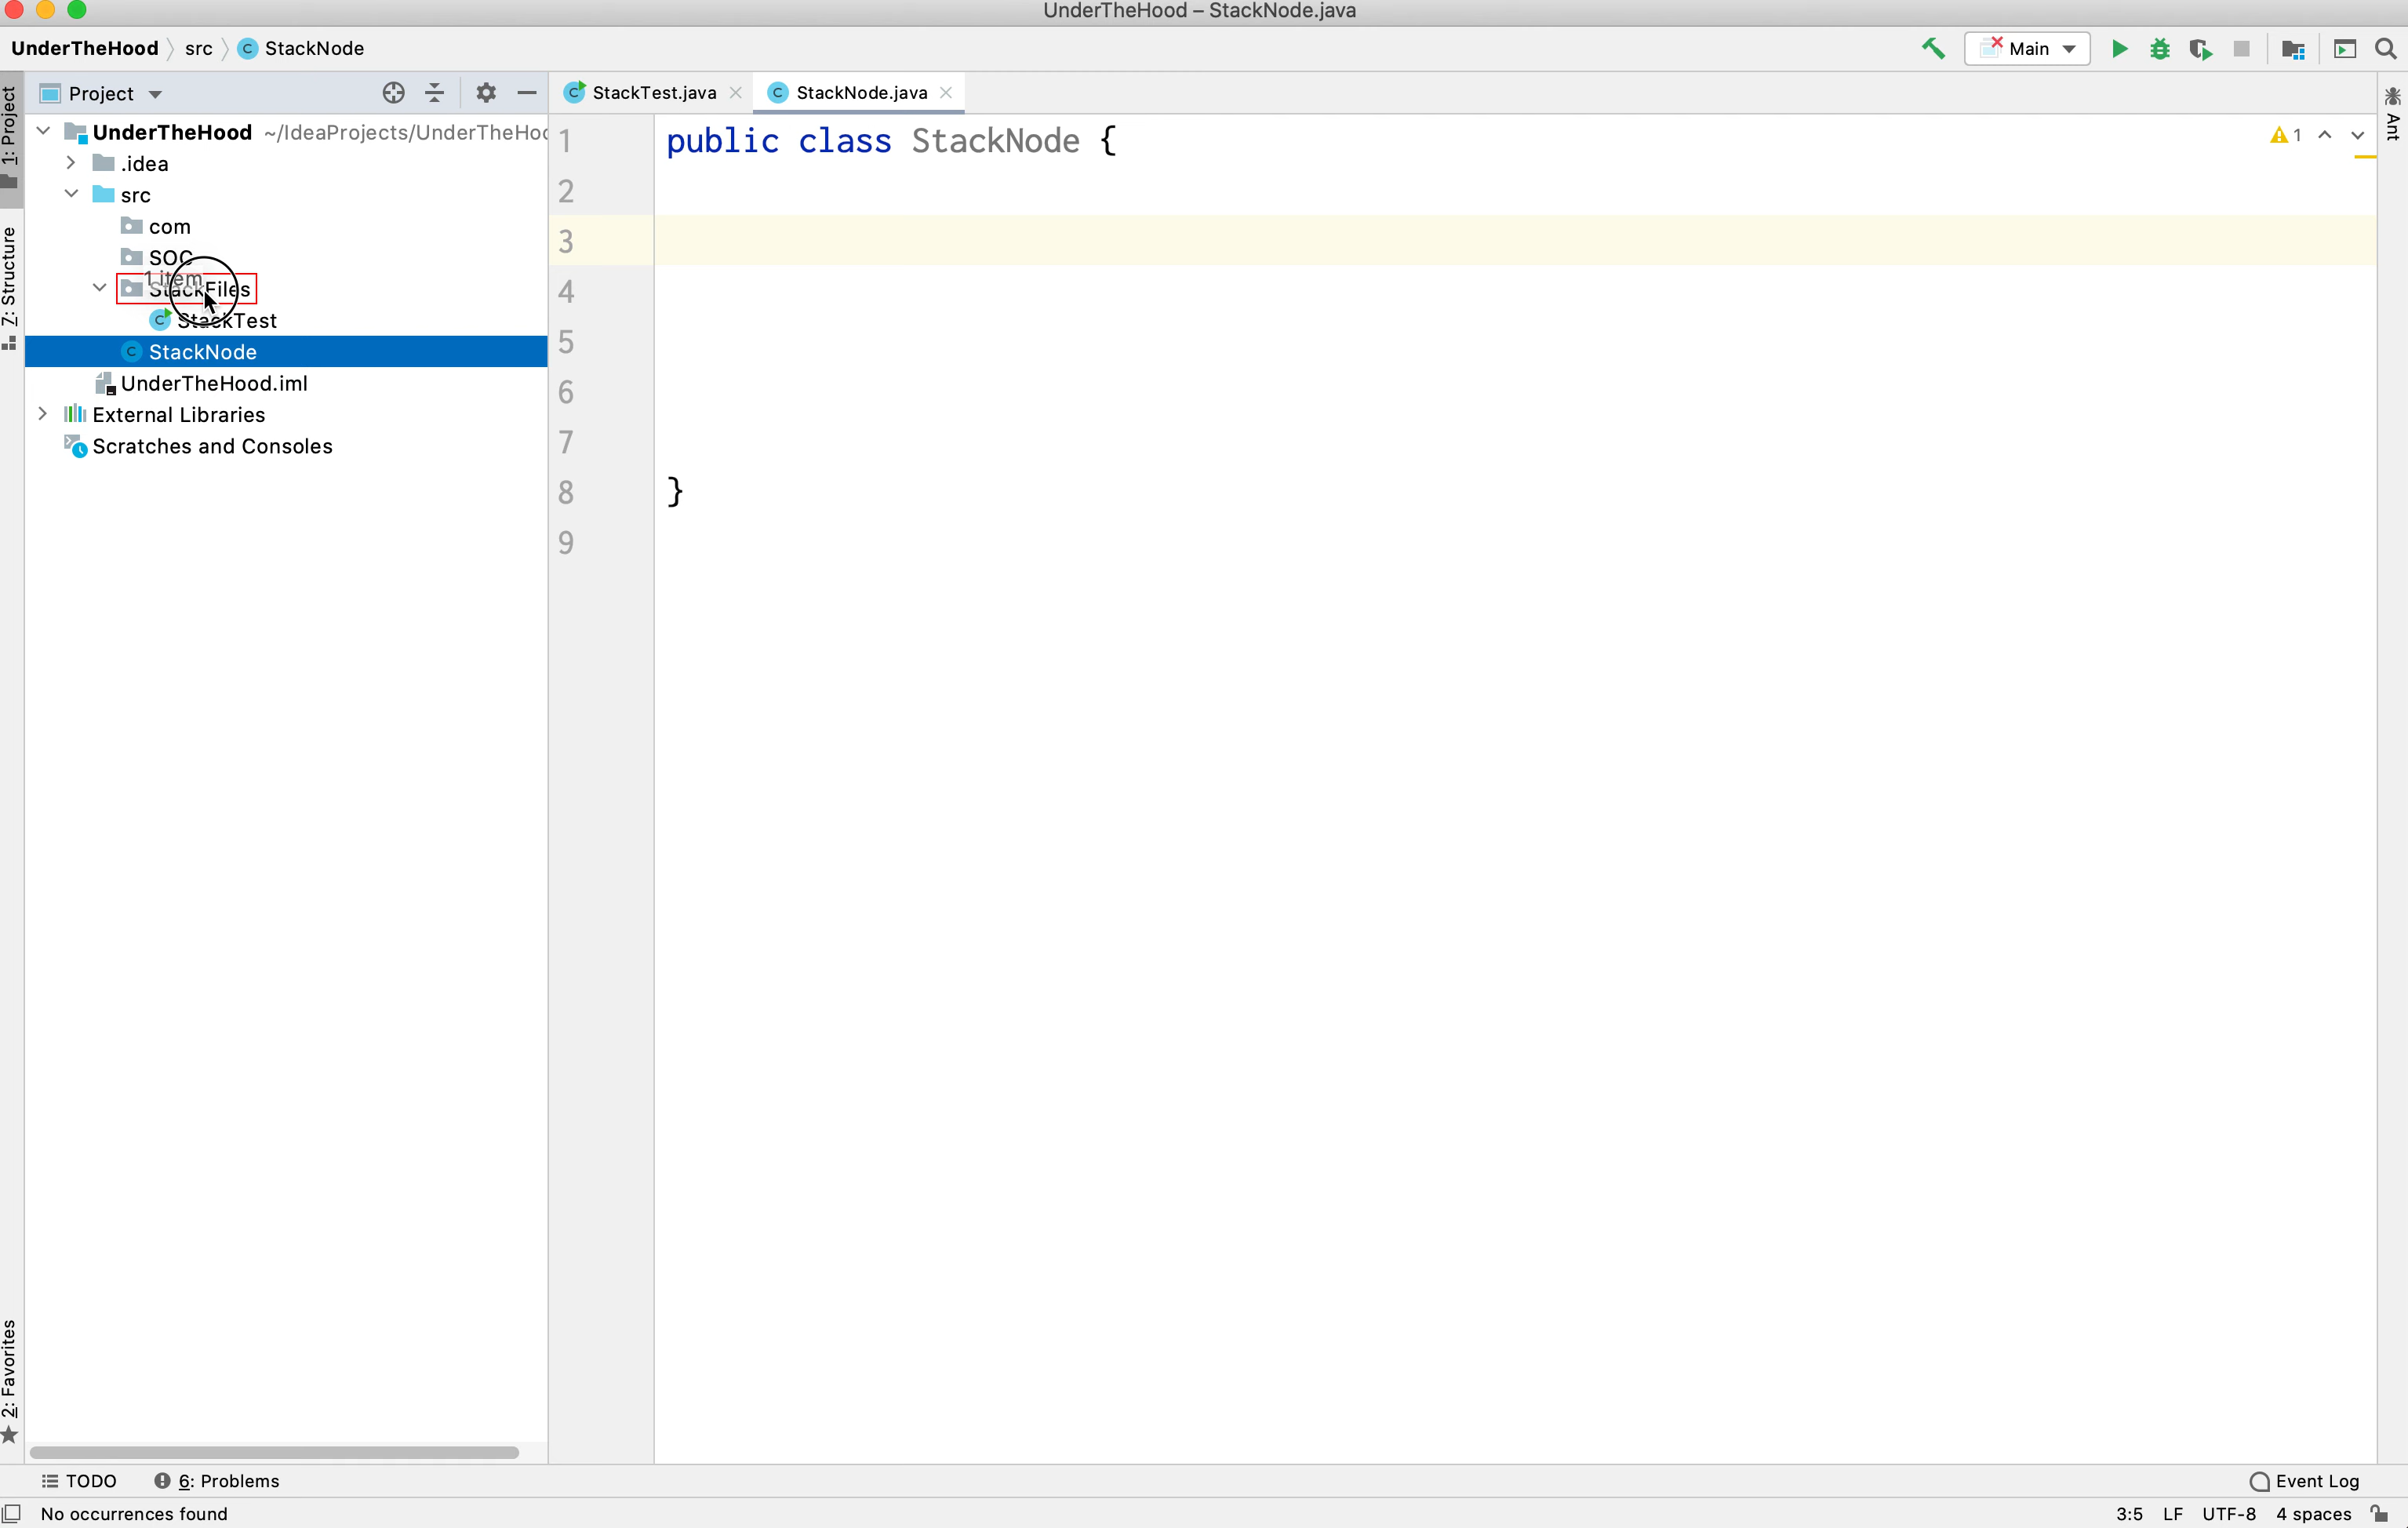 UnderTheHood – StackNode.java
UnderTheHood src StackNode
Main
1: Project
Project
StackTest.java
StackNode.java
UnderTheHood ~/IdeaProjects/UnderTheHoo
.idea
src
com
SOC
1 item
StackFiles
StackTest
StackNode
UnderTheHood.iml
External Libraries
Scratches and Consoles
Z: Structure
2: Favorites
1 public class StackNode {
2
3
4
5
6
7
8 }
9
1
Ant
TODO
6: Problems
Event Log
No occurrences found
3:5 LF UTF-8 4 spaces